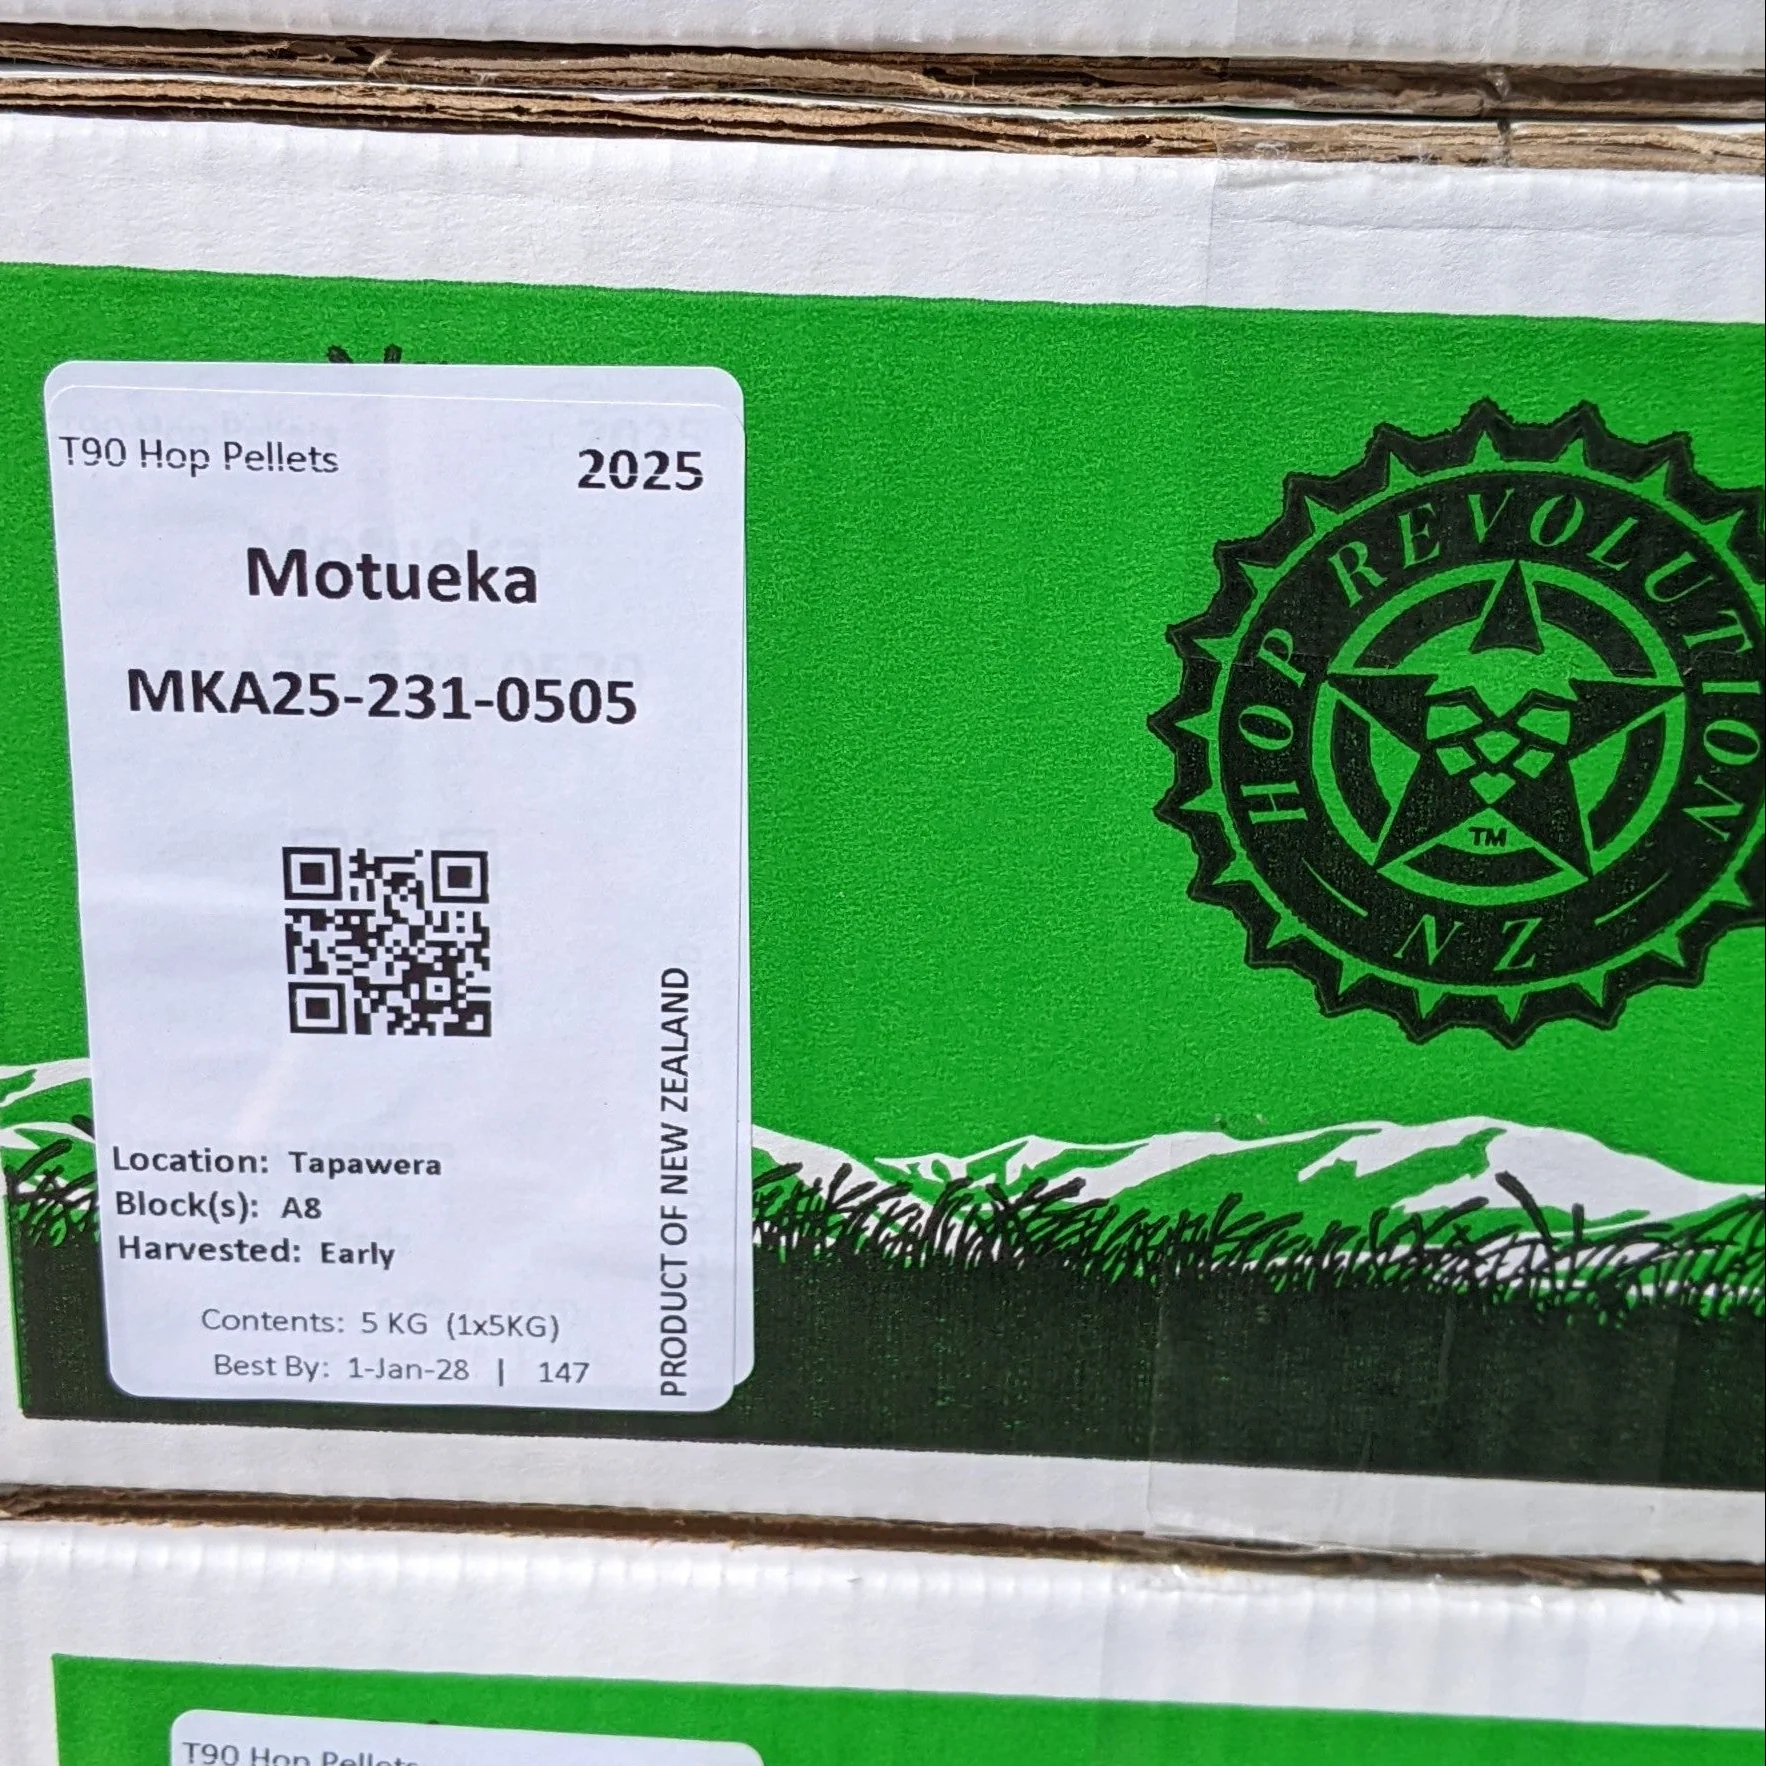 T90 Hop Pellets 2025
Motueka
MKA25-231-0505
Location: Tapawera
Block(s): A8
Harvested: Early
Contents: 5 KG (1x5KG)
Best By: 1-Jan-28 | 147
PRODUCT OF NEW ZEALAND
HOP REVOLUTION
NZ
TM
T90 Hop Pellets